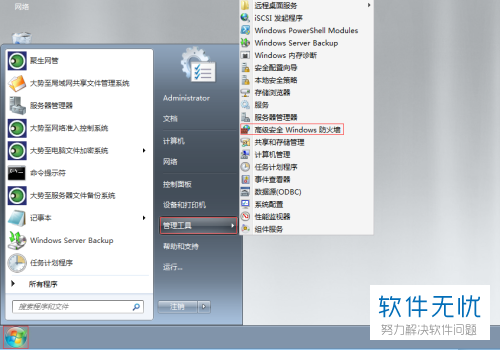 网络
聚生网管
大势至局域网共享文件管理系统
服务器管理器
大势至网络准入控制系统
大势至电脑文件加密系统
命令提示符
大势至服务器文件备份系统
记事本
Windows Server Backup
任务计划程序
所有程序
搜索程序和文件
Administrator
文档
计算机
网络
控制面板
设备和打印机
管理工具
帮助和支持
运行...
注销
远程桌面服务
iSCSI 发起程序
Windows PowerShell Modules
Windows Server Backup
Windows 内存诊断
安全配置向导
本地安全策略
存储浏览器
服务
服务器管理器
高级安全 Windows 防火墙
共享和存储管理
计算机管理
任务计划程序
事件查看器
数据源(ODBC)
系统配置
性能监视器
组件服务
软件无忧
努力解决软件问题